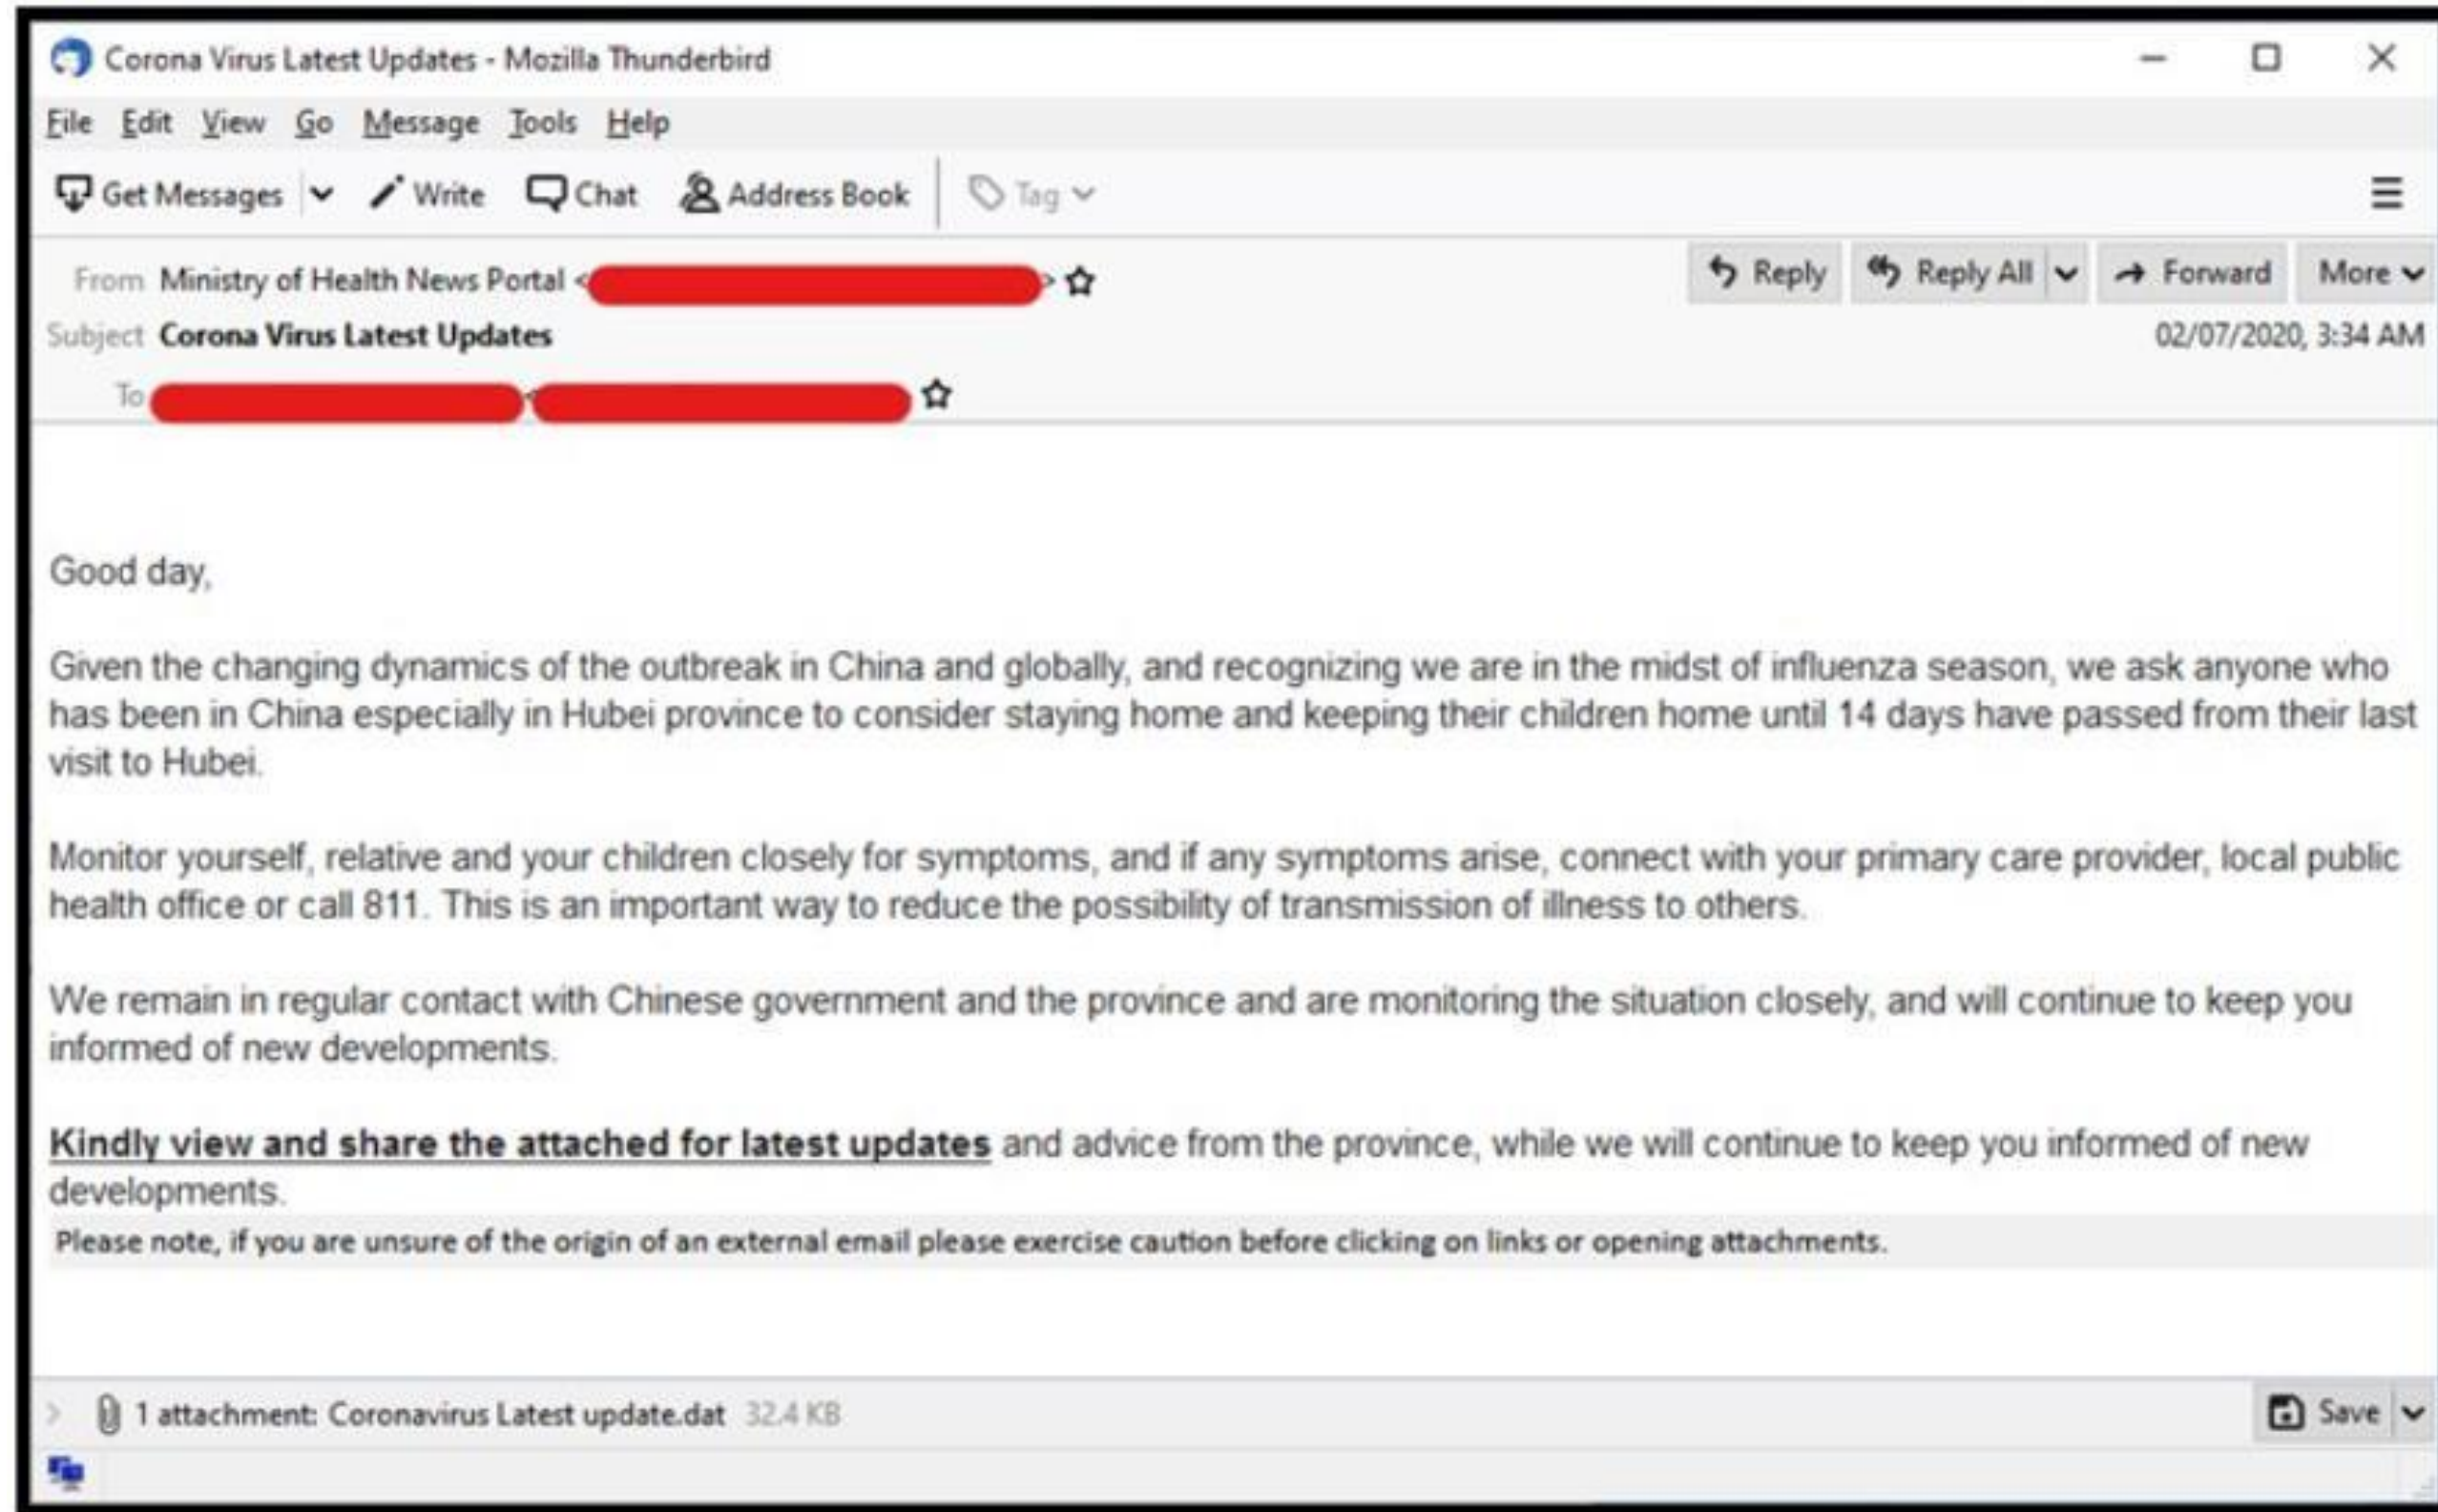 Corona Virus Latest Updates - Mozilla Thunderbird
File Edit View Go Message Tools Help
Get Messages Write Chat Address Book Tag
From Ministry of Health News Portal < > Reply Reply All Forward More
Subject Corona Virus Latest Updates 02/07/2020, 3:34 AM
To
Good day,
Given the changing dynamics of the outbreak in China and globally, and recognizing we are in the midst of influenza season, we ask anyone who
has been in China especially in Hubei province to consider staying home and keeping their children home until 14 days have passed from their last
visit to Hubei.
Monitor yourself, relative and your children closely for symptoms, and if any symptoms arise, connect with your primary care provider, local public
health office or call 811. This is an important way to reduce the possibility of transmission of illness to others.
We remain in regular contact with Chinese government and the province and are monitoring the situation closely, and will continue to keep you
informed of new developments.
Kindly view and share the attached for latest updates and advice from the province, while we will continue to keep you informed of new
developments.
Please note, if you are unsure of the origin of an external email please exercise caution before clicking on links or opening attachments.
1 attachment: Coronavirus Latest update.dat 32.4 KB Save